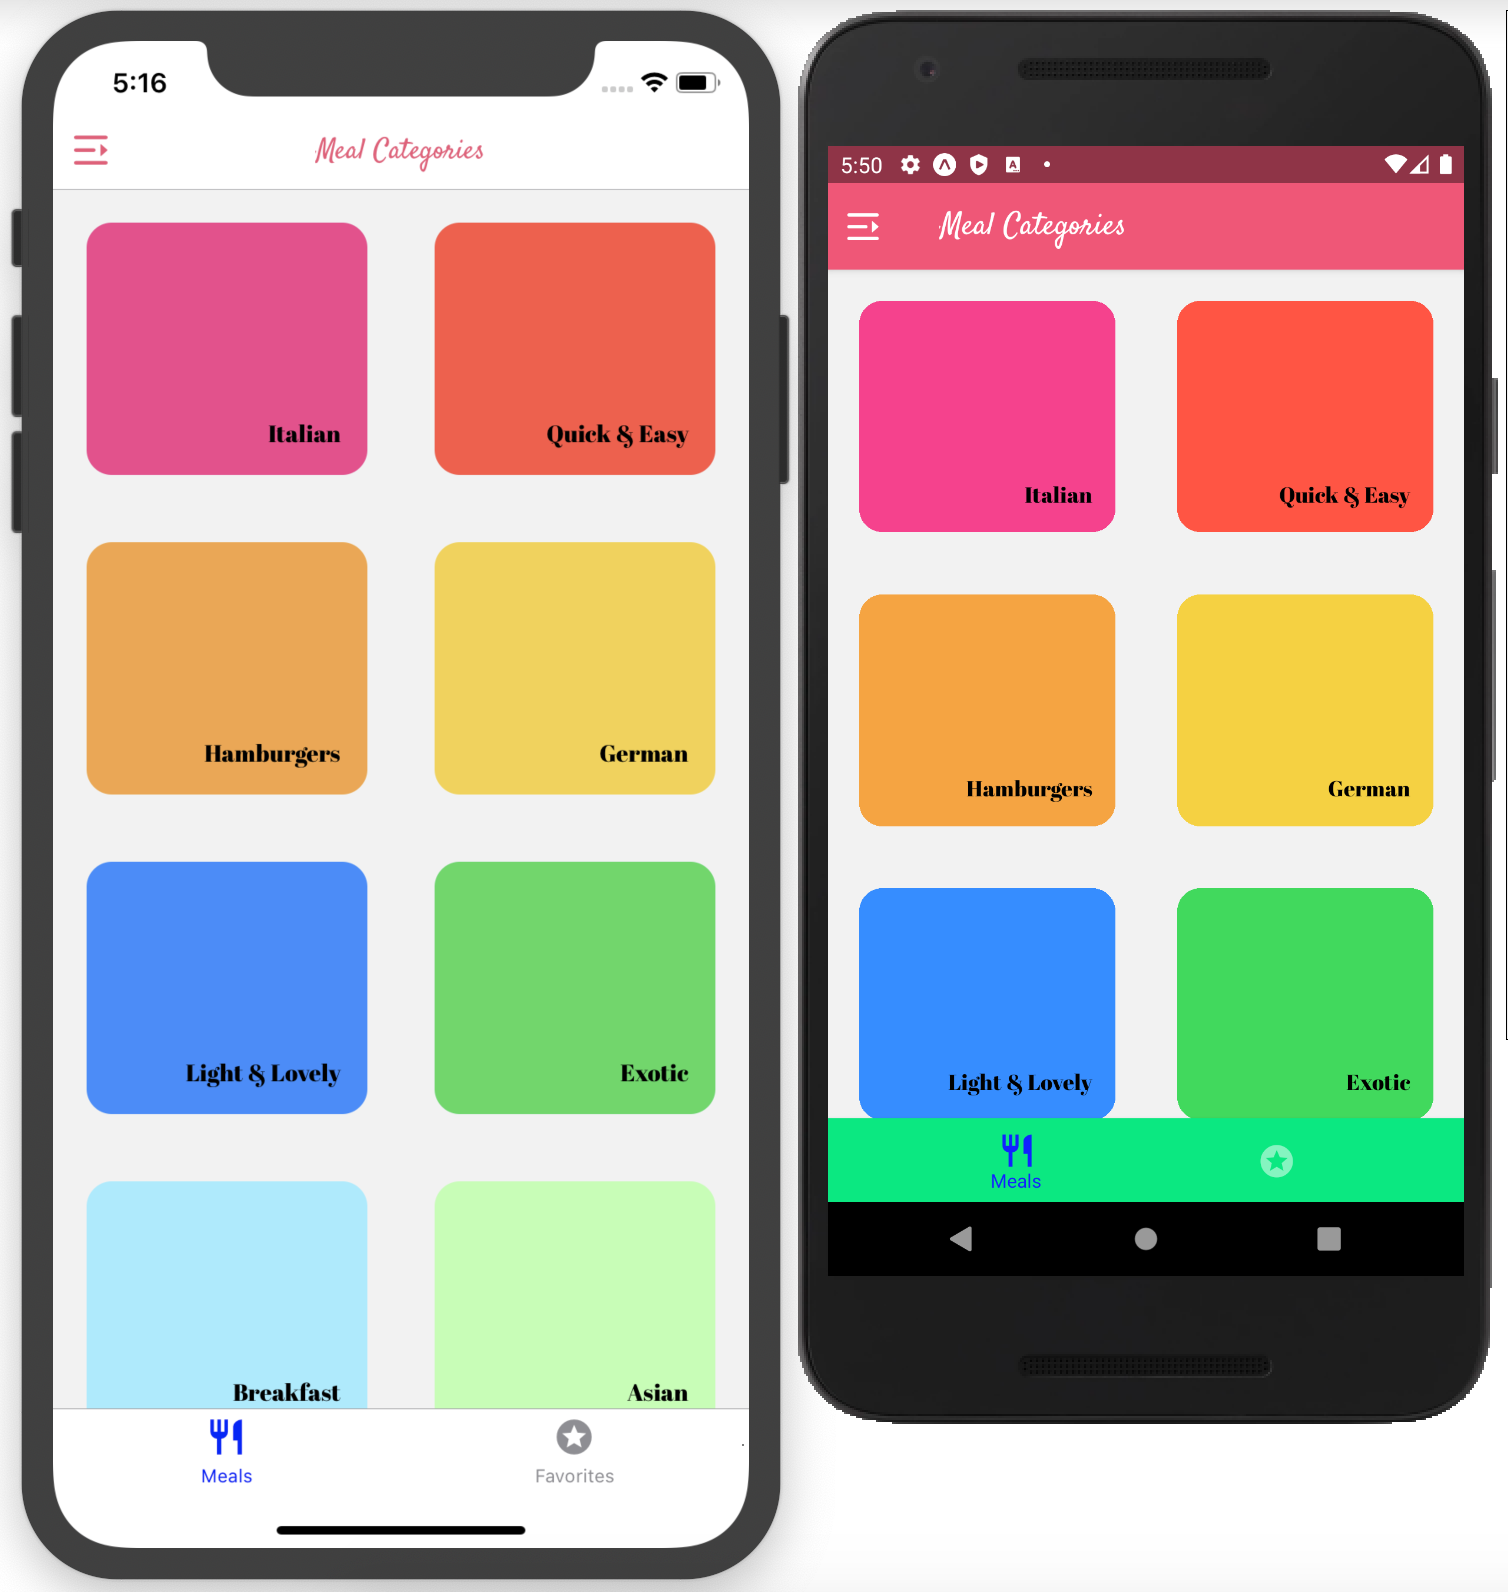 5:16
Meal Categories
Italian
Quick & Easy
Hamburgers
German
Light & Lovely
Exotic
Breakfast
Asian
Meals
Favorites
5:50
A
Meal Categories
Italian
Quick & Easy
Hamburgers
German
Light & Lovely
Exotic
Meals